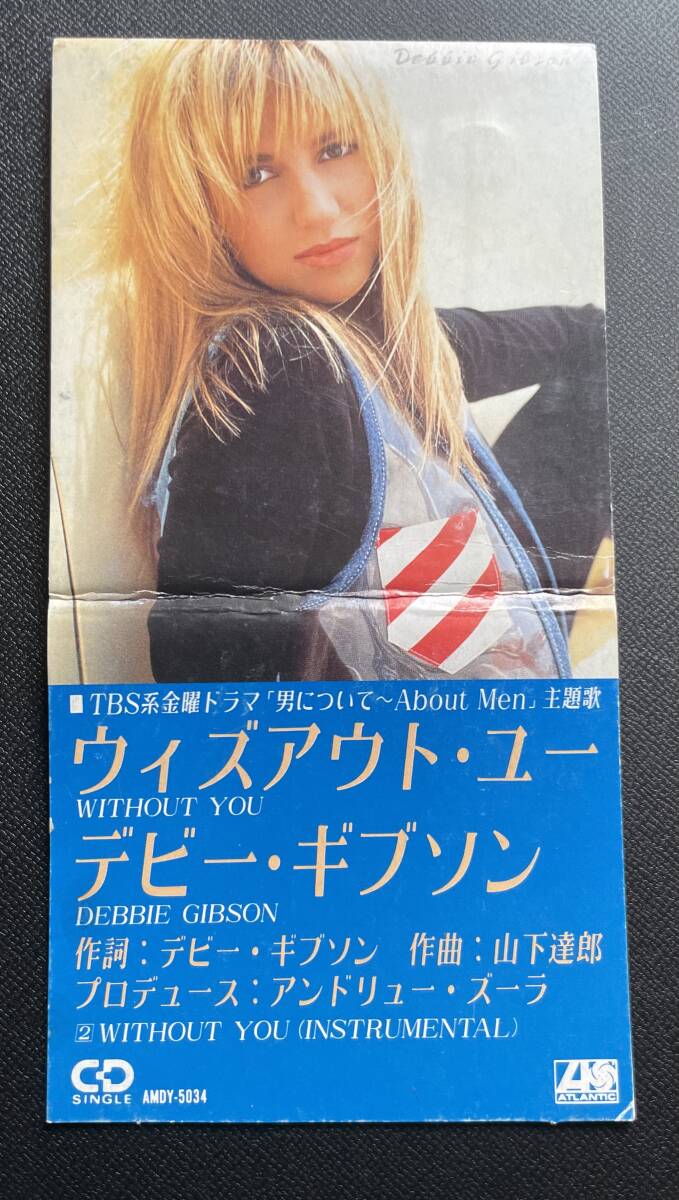 Debbie Gibson
■TBS系金曜ドラマ「男について〜About Men」主題歌
ウィズアウト・ユー
WITHOUT YOU
デビー・ギブソン
DEBBIE GIBSON
作詞：デビー・ギブソン 作曲：山下達郎
プロデュース：アンドリュー・ズーラ
2 WITHOUT YOU (INSTRUMENTAL)
CD
SINGLE AMDY-5034
ATLANTIC